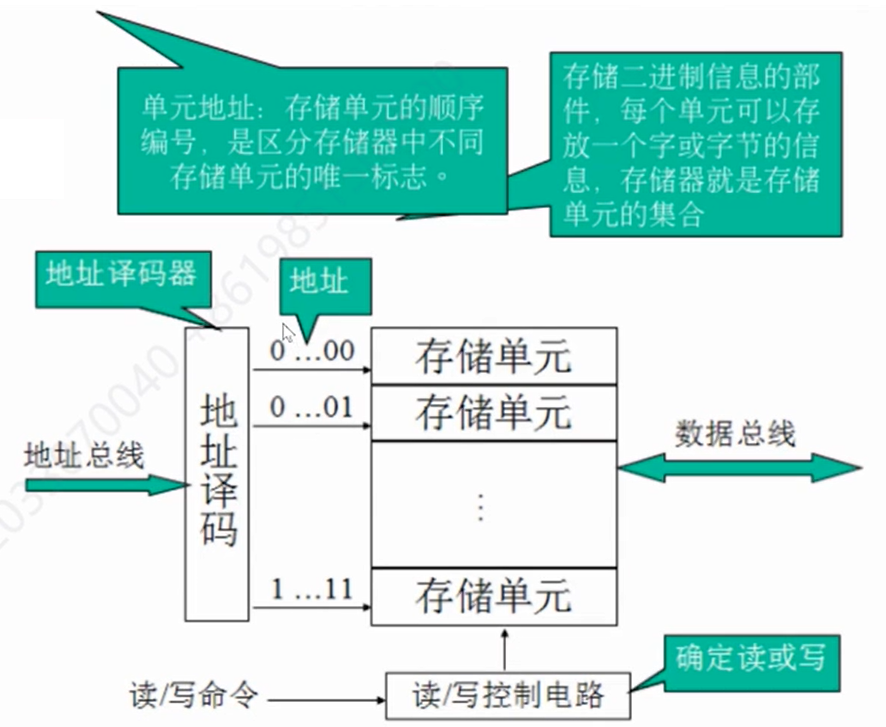 单元地址：存储单元的顺序
编号，是区分存储器中不同
存储单元的唯一标志。
存储二进制信息的部
件，每个单元可以存
放一个字或字节的信
息，存储器就是存储
单元的集合
地址译码器
地址
0 …00
存储单元
0 …01
存储单元
地址译码
地址总线
数据总线
⋮
1 …11
存储单元
确定读或写
读/写命令
读/写控制电路